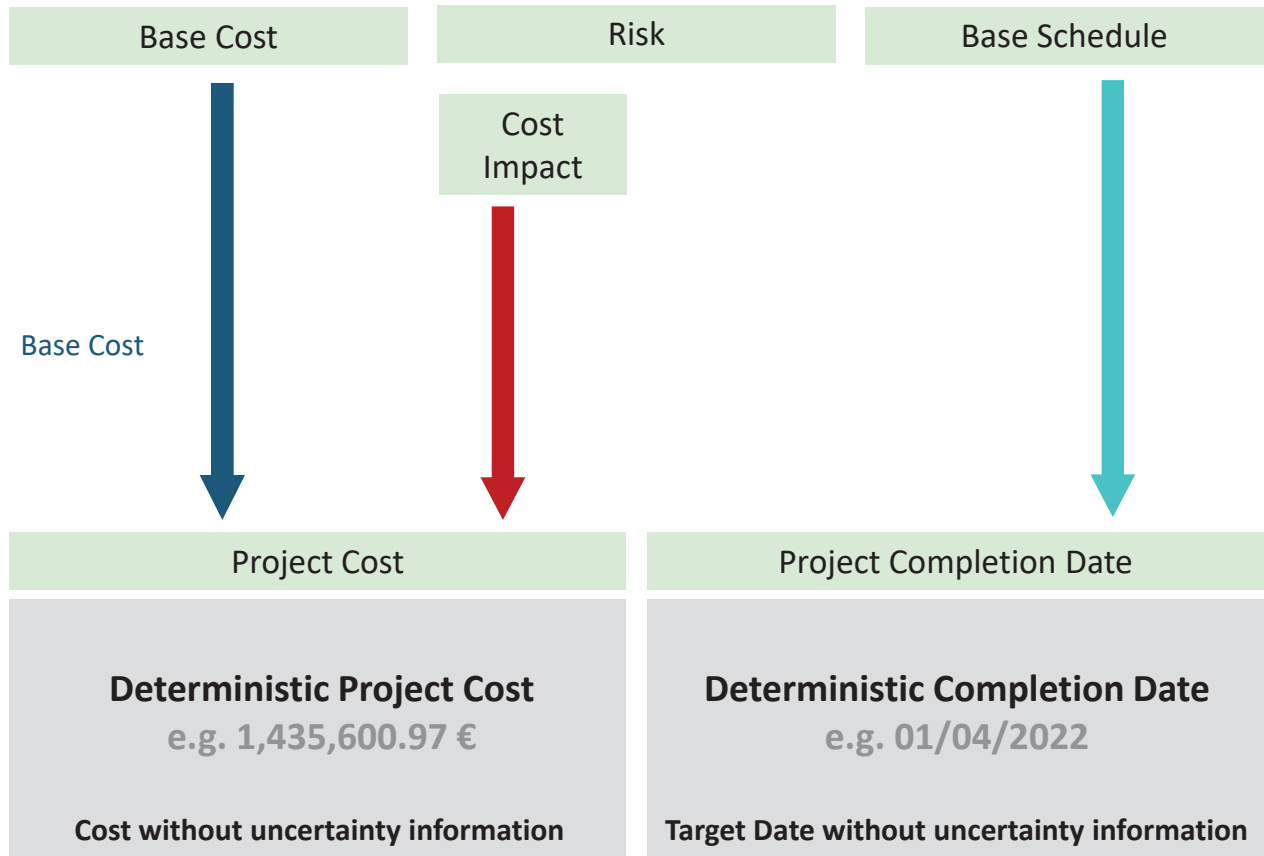 Base Cost
Risk
Base Schedule
Cost
Impact
Base Cost
Project Cost
Project Completion Date
Deterministic Project Cost
e.g. 1,435,600.97 €
Cost without uncertainty information
Deterministic Completion Date
e.g. 01/04/2022
Target Date without uncertainty information